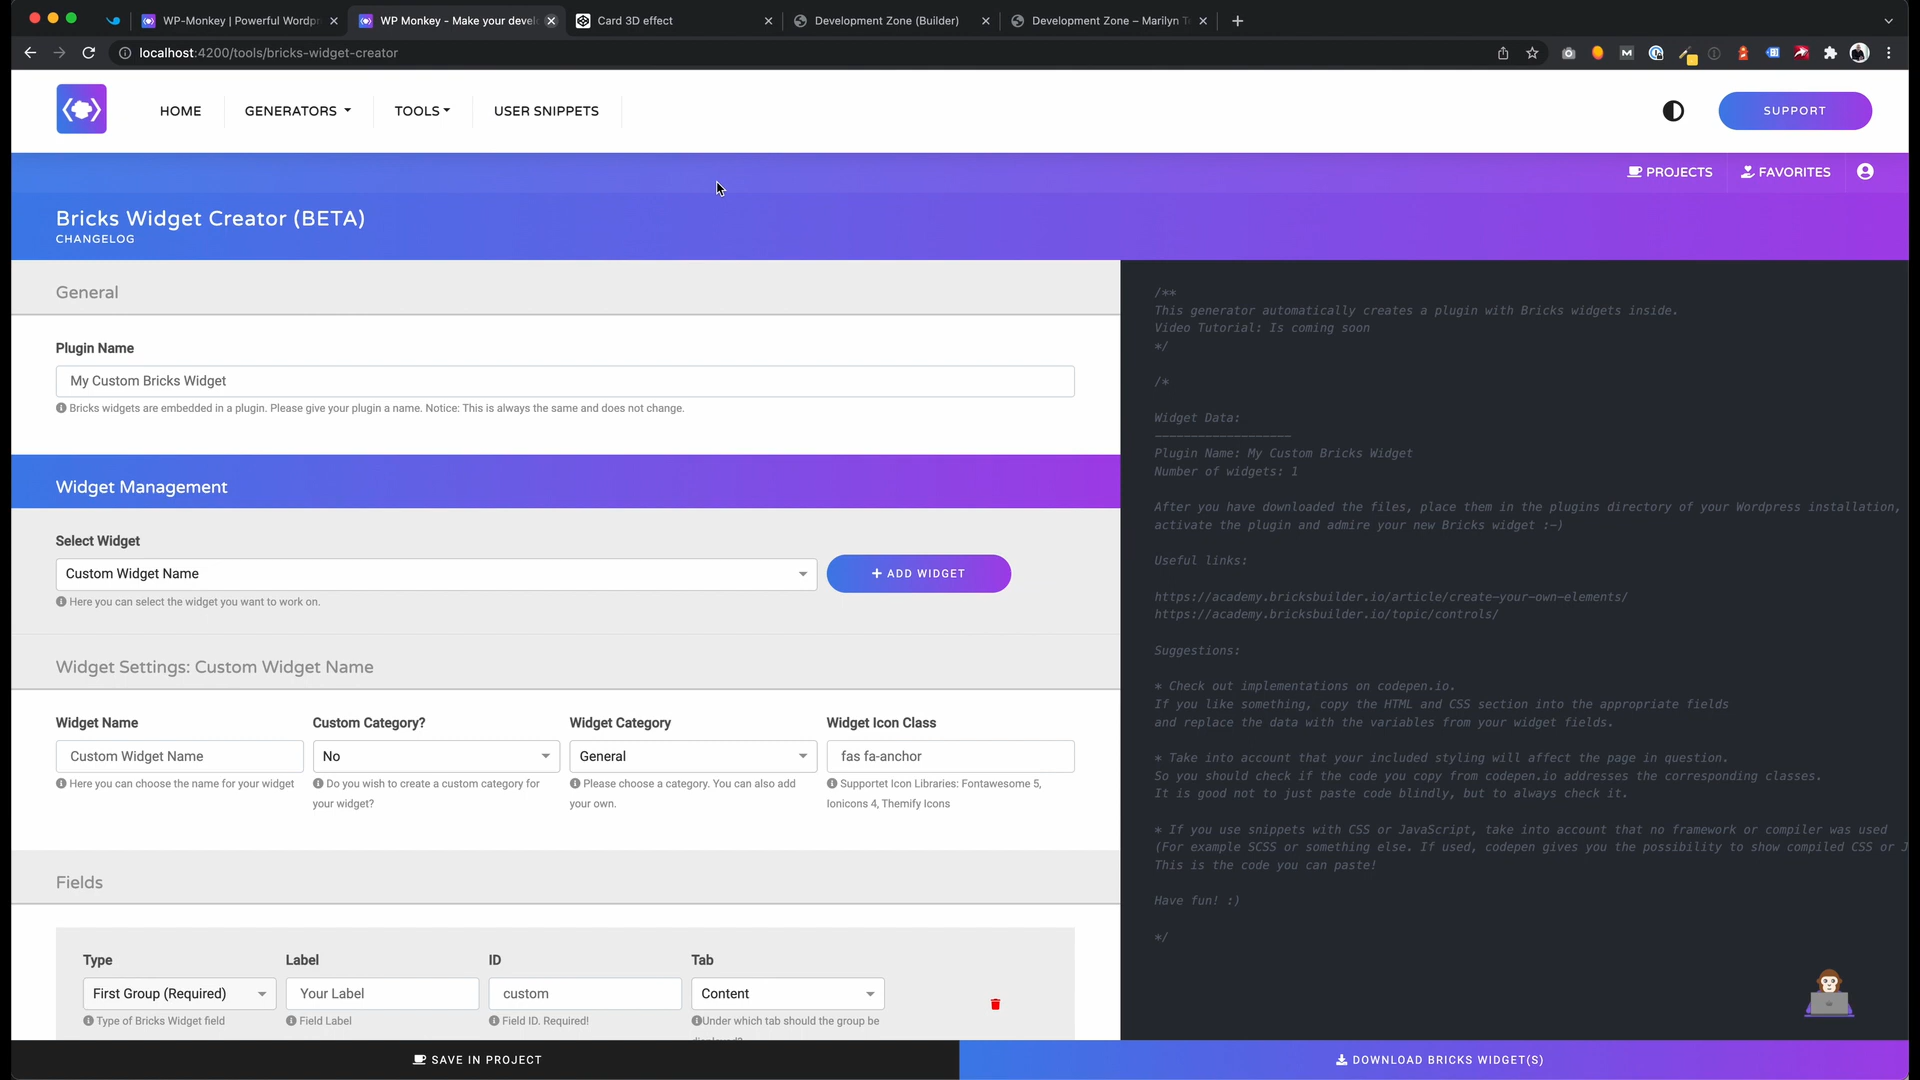 WP-Monkey | Powerful Wordpr
WP Monkey - Make your devel
Card 3D effect
Development Zone (Builder)
Development Zone – Marilyn T
localhost:4200/tools/bricks-widget-creator
HOME
GENERATORS
TOOLS
USER SNIPPETS
SUPPORT
PROJECTS
FAVORITES
Bricks Widget Creator (BETA)
CHANGELOG
General
Plugin Name
My Custom Bricks Widget
Bricks widgets are embedded in a plugin. Please give your plugin a name. Notice: This is always the same and does not change.
Widget Management
Select Widget
Custom Widget Name
+ ADD WIDGET
Here you can select the widget you want to work on.
Widget Settings: Custom Widget Name
Widget Name
Custom Category?
Widget Category
Widget Icon Class
Custom Widget Name
No
General
fas fa-anchor
Here you can choose the name for your widget
Do you wish to create a custom category for
your widget?
Please choose a category. You can also add
your own.
Supportet Icon Libraries: Fontawesome 5,
Ionicons 4, Themify Icons
Fields
Type
Label
ID
Tab
First Group (Required)
Your Label
custom
Content
Type of Bricks Widget field
Field Label
Field ID. Required!
Under which tab should the group be
SAVE IN PROJECT
DOWNLOAD BRICKS WIDGET(S)
/**
This generator automatically creates a plugin with Bricks widgets inside.
Video Tutorial: Is coming soon
*/
/*
Widget Data:
-------------------
Plugin Name: My Custom Bricks Widget
Number of widgets: 1
After you have downloaded the files, place them in the plugins directory of your Wordpress installation,
activate the plugin and admire your new Bricks widget :-)
Useful links:
https://academy.bricksbuilder.io/article/create-your-own-elements/
https://academy.bricksbuilder.io/topic/controls/
Suggestions:
* Check out implementations on codepen.io.
If you like something, copy the HTML and CSS section into the appropriate fields
and replace the data with the variables from your widget fields.
* Take into account that your included styling will affect the page in question.
So you should check if the code you copy from codepen.io addresses the corresponding classes.
It is good not to just paste code blindly, but to always check it.
* If you use snippets with CSS or JavaScript, take into account that no framework or compiler was used
(For example SCSS or something else. If used, codepen gives you the possibility to show compiled CSS or J
This is the code you can paste!
Have fun! :)
*/